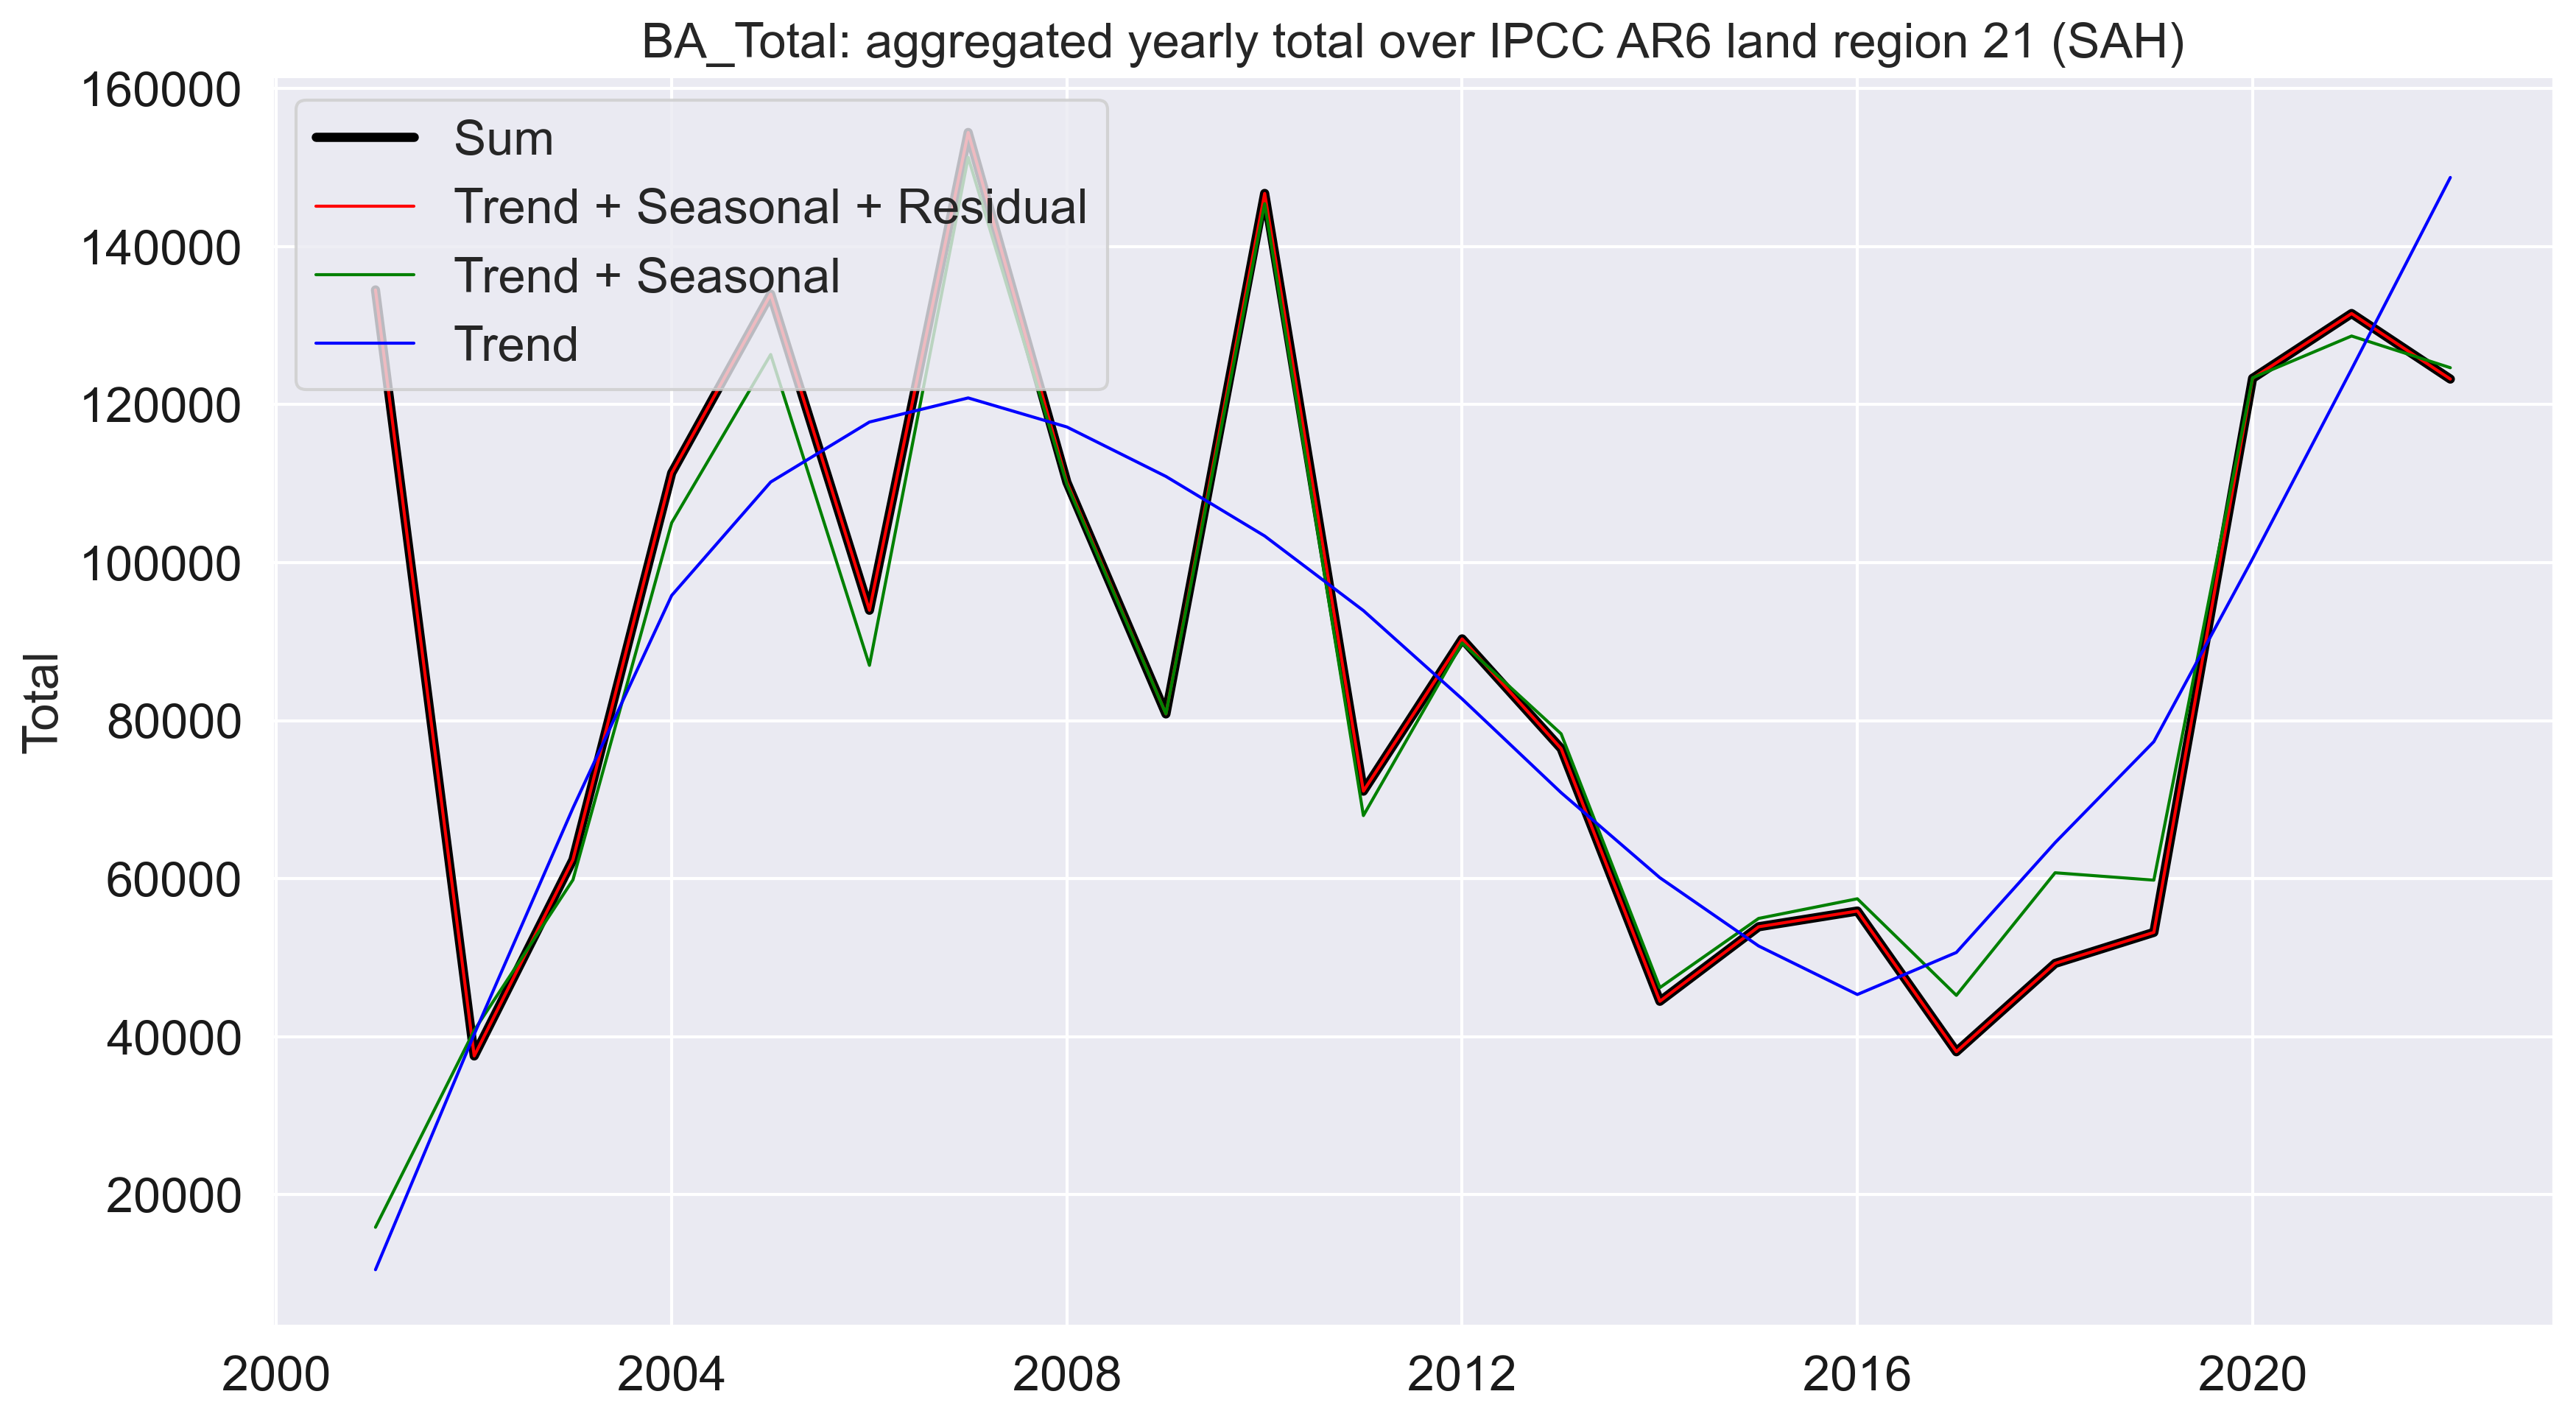 BA_Total: aggregated yearly total over IPCC AR6 land region 21 (SAH)
160000
140000
120000
100000
80000
60000
40000
20000
Total
Sum
Trend + Seasonal + Residual
Trend + Seasonal
Trend
2000
2004
2008
2012
2016
2020